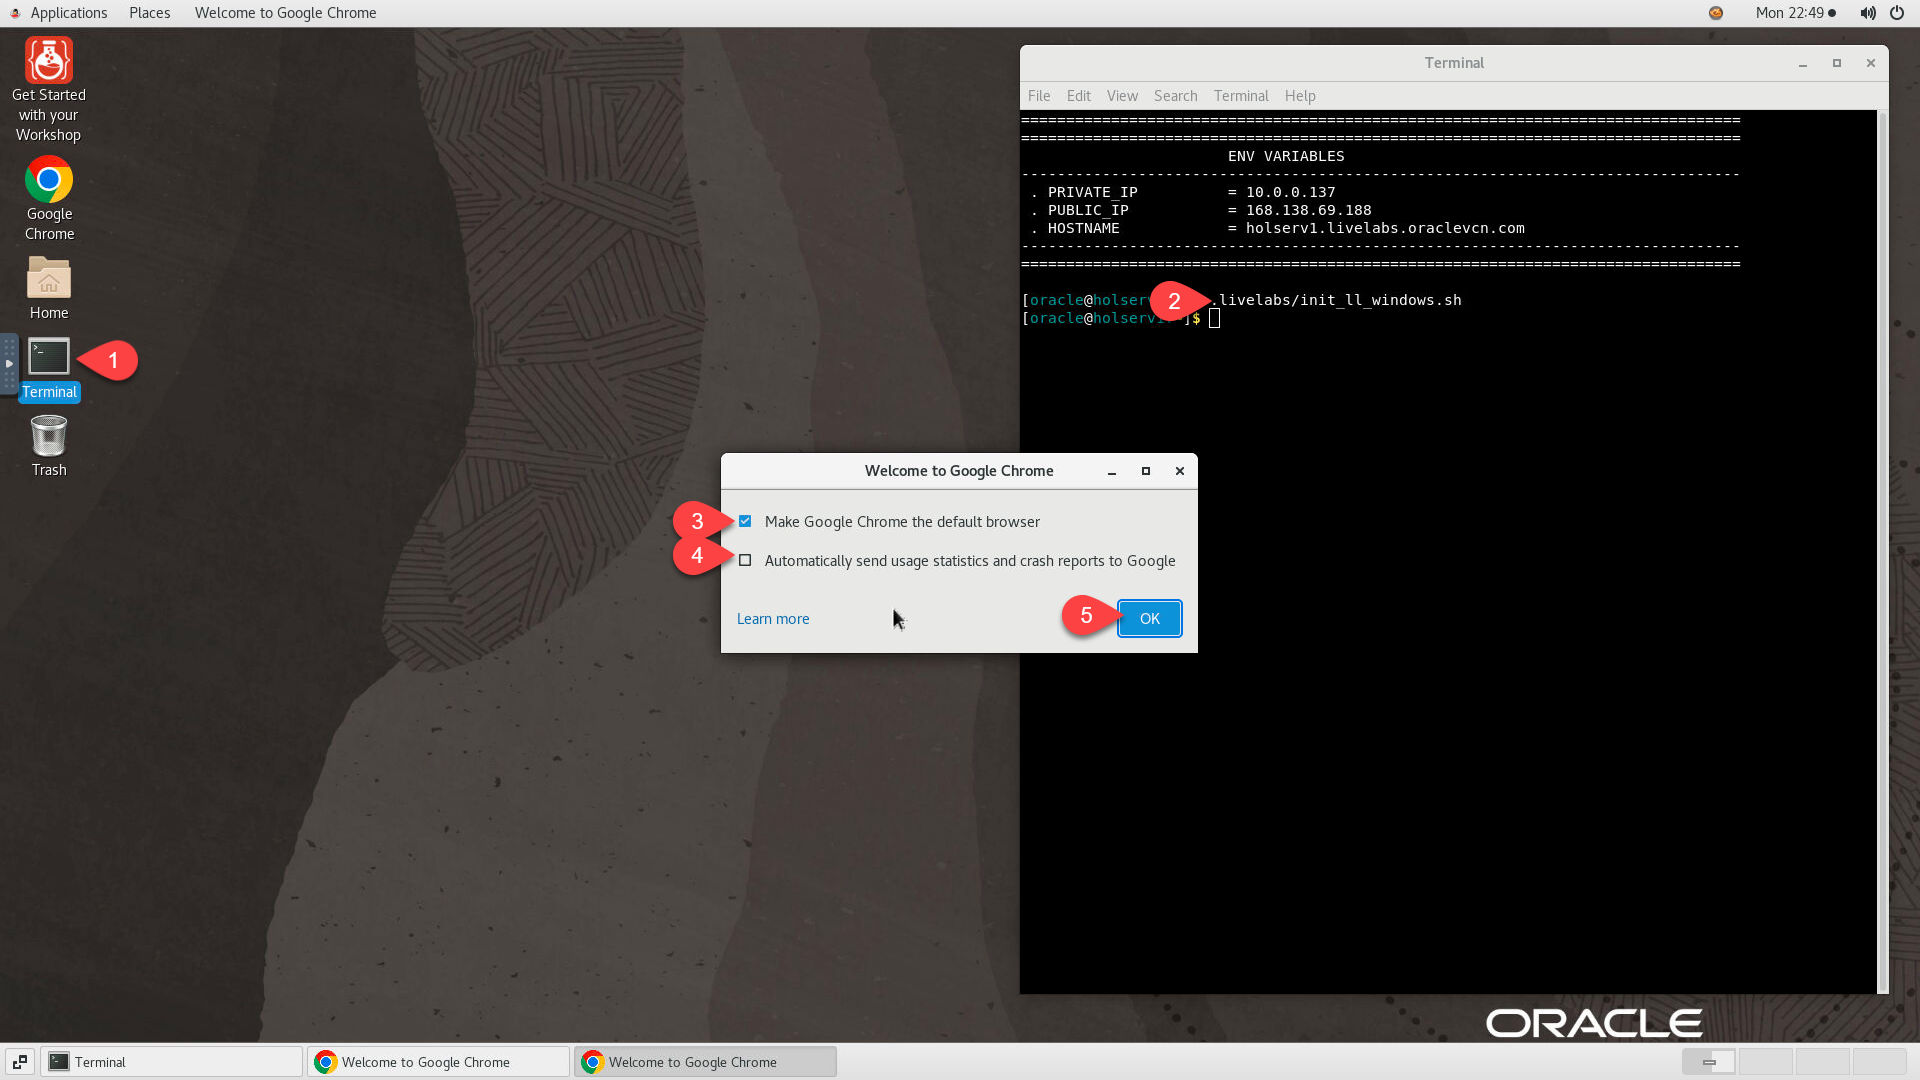 Applications Places Welcome to Google Chrome Mon 22:49
Get Started
with your
Workshop
Google
Chrome
Home
1
Terminal
Trash
Terminal
File Edit View Search Terminal Help
================================================================================
================================================================================
ENV VARIABLES
--------------------------------------------------------------------------------
. PRIVATE_IP = 10.0.0.137
. PUBLIC_IP = 168.138.69.188
. HOSTNAME = holserv1.livelabs.oraclevcn.com
--------------------------------------------------------------------------------
================================================================================
[oracle@holserv 2 .livelabs/init_ll_windows.sh
[oracle@holserv1 ]$
Welcome to Google Chrome
3 Make Google Chrome the default browser
4 Automatically send usage statistics and crash reports to Google
Learn more 5 OK
ORACLE
Terminal Welcome to Google Chrome Welcome to Google Chrome